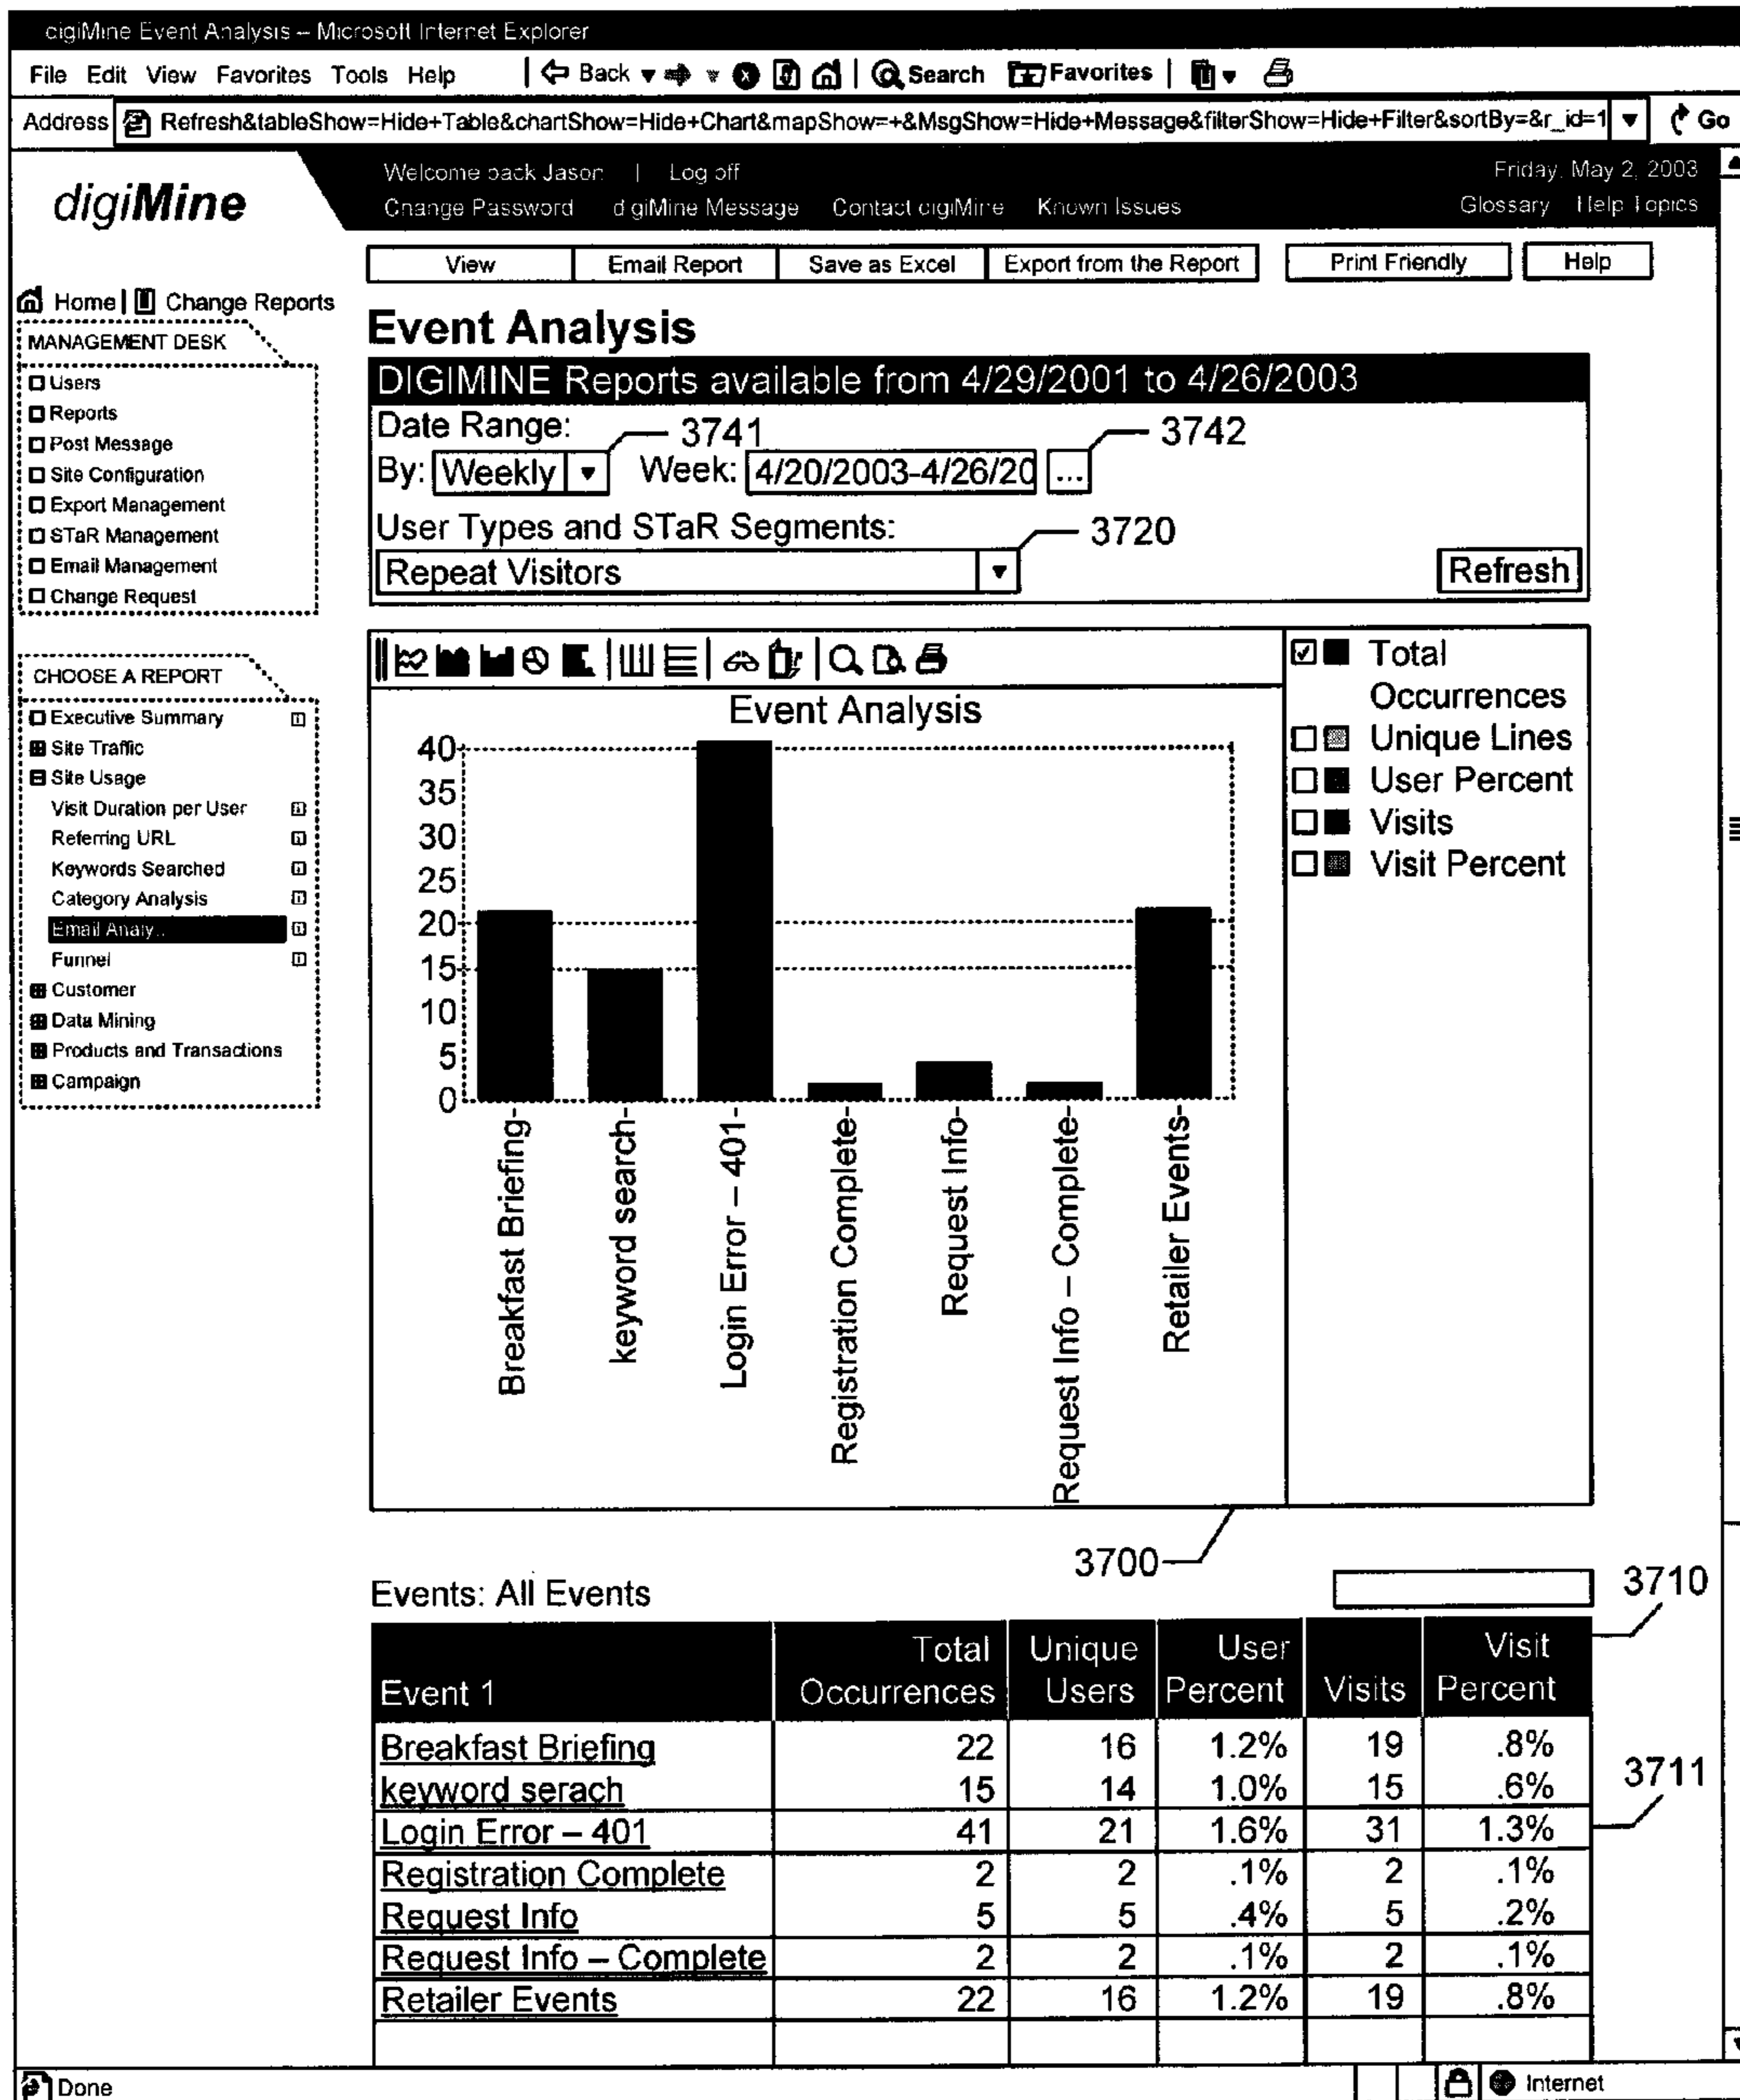 digiMine Event Analysis – Microsoft Internet Explorer
File Edit View Favorites Tools Help Back Search Favorites
Address Refresh&tableShow=Hide+Table&chartShow=Hide+Chart&mapShow=+&MsgShow=Hide+Message&filterShow=Hide+Filter&sortBy=&r_id=1 Go
digiMine
Welcome back Jason | Log off Friday, May 2, 2003
Change Password digiMine Message Contact digiMine Known Issues Glossary Help Topics
View Email Report Save as Excel Export from the Report Print Friendly Help
Home | Change Reports
MANAGEMENT DESK
Users
Reports
Post Message
Site Configuration
Export Management
STaR Management
Email Management
Change Request
CHOOSE A REPORT
Executive Summary
Site Traffic
Site Usage
Visit Duration per User
Referring URL
Keywords Searched
Category Analysis
Email Analy..
Funnel
Customer
Data Mining
Products and Transactions
Campaign
Event Analysis
DIGIMINE Reports available from 4/29/2001 to 4/26/2003
Date Range: 3741 3742
By: Weekly Week: 4/20/2003-4/26/20 ...
User Types and STaR Segments: 3720
Repeat Visitors Refresh
Event Analysis
40
35
30
25
20
15
10
5
0
Breakfast Briefing
keyword search
Login Error – 401
Registration Complete
Request Info
Request Info – Complete
Retailer Events
Total
Occurrences
Unique Lines
User Percent
Visits
Visit Percent
3700
Events: All Events 3710
Event 1 Total Occurrences Unique Users User Percent Visits Visit Percent
Breakfast Briefing 22 16 1.2% 19 .8%
keyword serach 15 14 1.0% 15 .6%
3711
Login Error – 401 41 21 1.6% 31 1.3%
Registration Complete 2 2 .1% 2 .1%
Request Info 5 5 .4% 5 .2%
Request Info – Complete 2 2 .1% 2 .1%
Retailer Events 22 16 1.2% 19 .8%
Done Internet